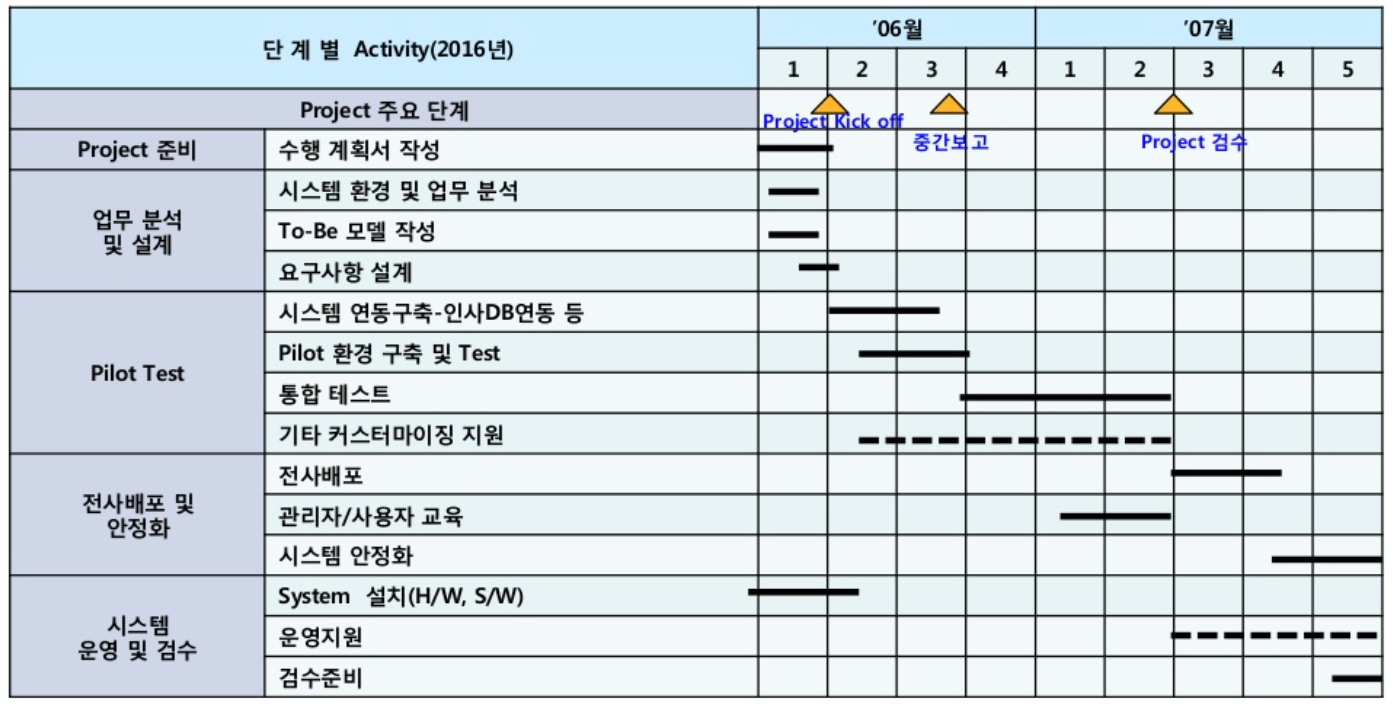 단 계 별 Activity(2016년)
'06월
'07월
1 2 3 4 1 2 3 4 5
Project 주요 단계
Project Kick off
중간보고
Project 검수
Project 준비
수행 계획서 작성
업무 분석
및 설계
시스템 환경 및 업무 분석
To-Be 모델 작성
요구사항 설계
Pilot Test
시스템 연동구축-인사DB연동 등
Pilot 환경 구축 및 Test
통합 테스트
기타 커스터마이징 지원
전사배포 및
안정화
전사배포
관리자/사용자 교육
시스템 안정화
시스템
운영 및 검수
System 설치(H/W, S/W)
운영지원
검수준비